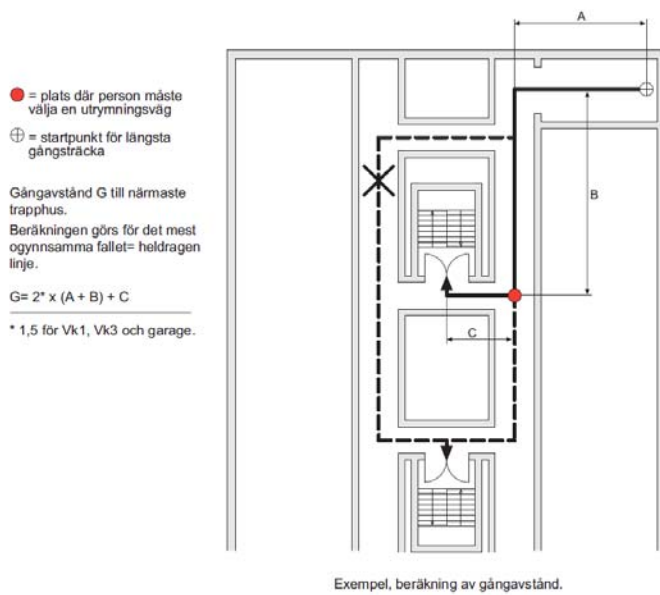 = plats där person måste
välja en utrymningsväg
= startpunkt för längsta
gångsträcka
Gångavstånd G till närmaste
trapphus.
Beräkningen görs för det mest
ogynnsamma fallet= heldragen
linje.
G= 2* x (A + B) + C
* 1,5 för Vk1, Vk3 och garage.
A
B
C
Exempel, beräkning av gångavstånd.